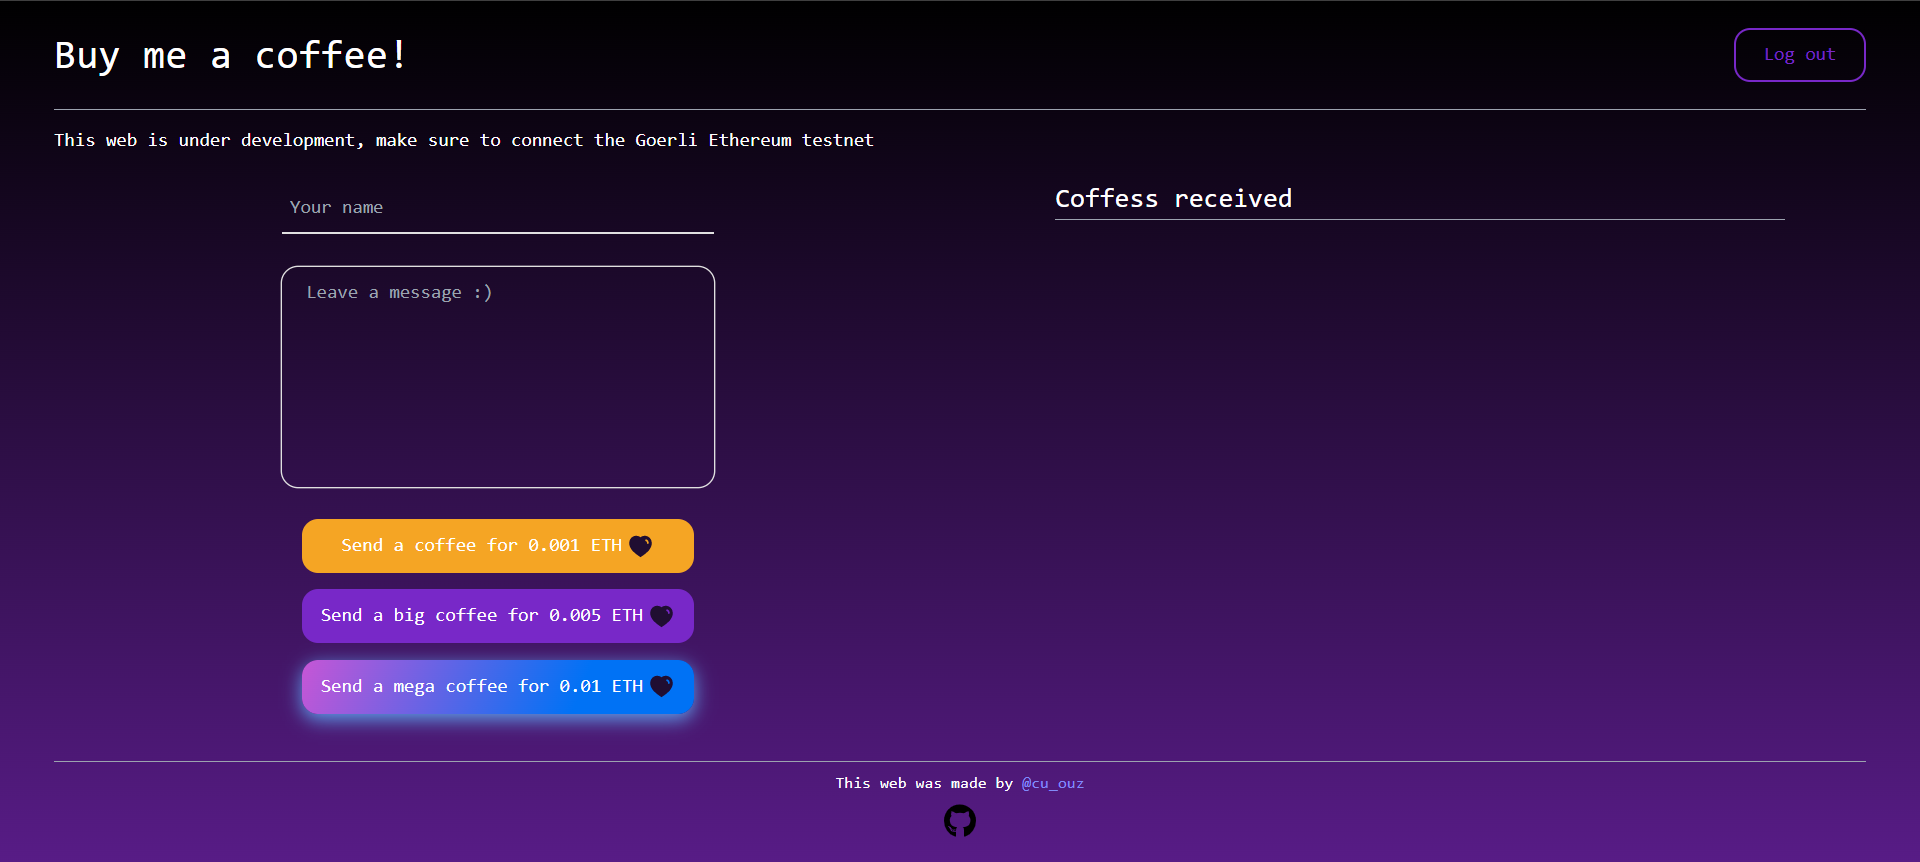 Buy me a coffee!
Log out
This web is under development, make sure to connect the Goerli Ethereum testnet
Your name
Leave a message :)
Send a coffee for 0.001 ETH
Send a big coffee for 0.005 ETH
Send a mega coffee for 0.01 ETH
Coffess received
This web was made by @cu_ouz